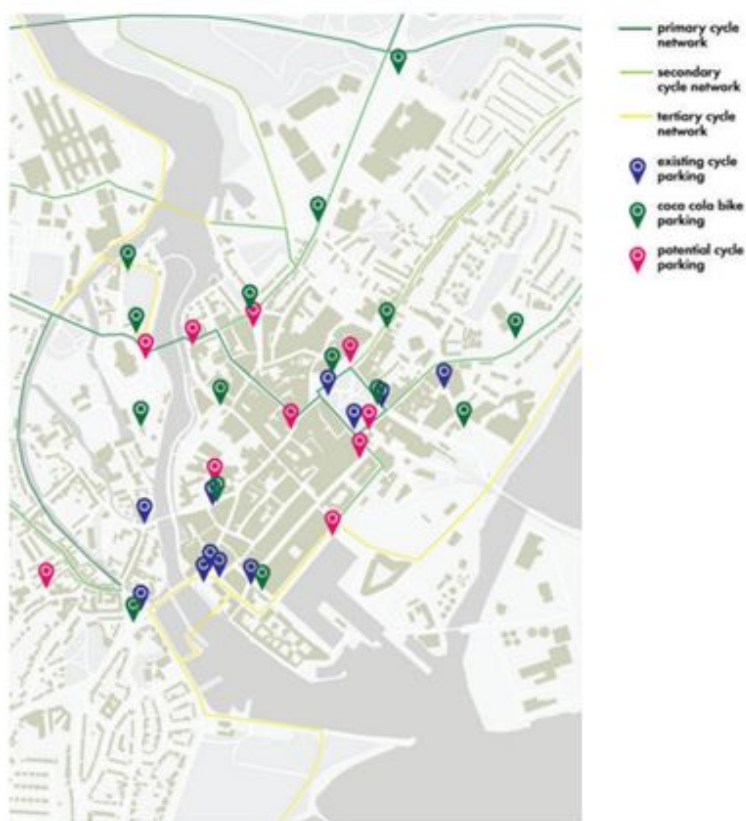 primary cycle
network
secondary
cycle network
tertiary cycle
network
existing cycle
parking
coca cola bike
parking
potential cycle
parking